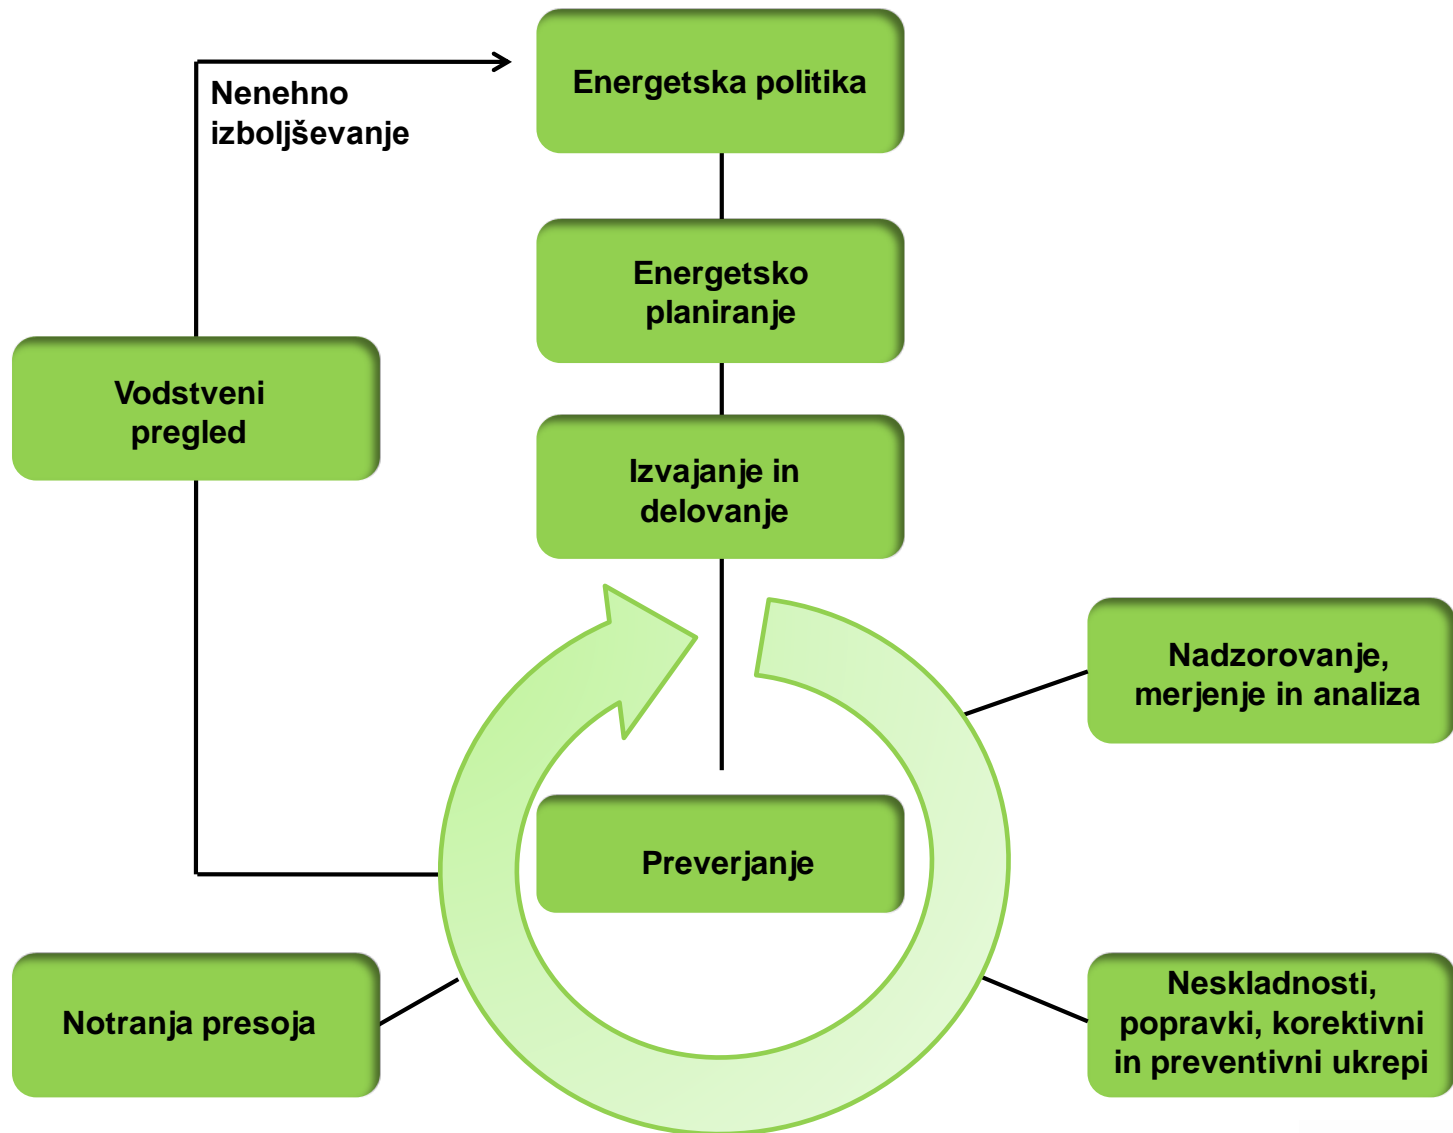 Energetska politika
Nenehno
izboljševanje
Energetsko
planiranje
Vodstveni
pregled
Izvajanje in
delovanje
Nadzorovanje,
merjenje in analiza
Preverjanje
Notranja presoja
Neskladnosti,
popravki, korektivni
in preventivni ukrepi